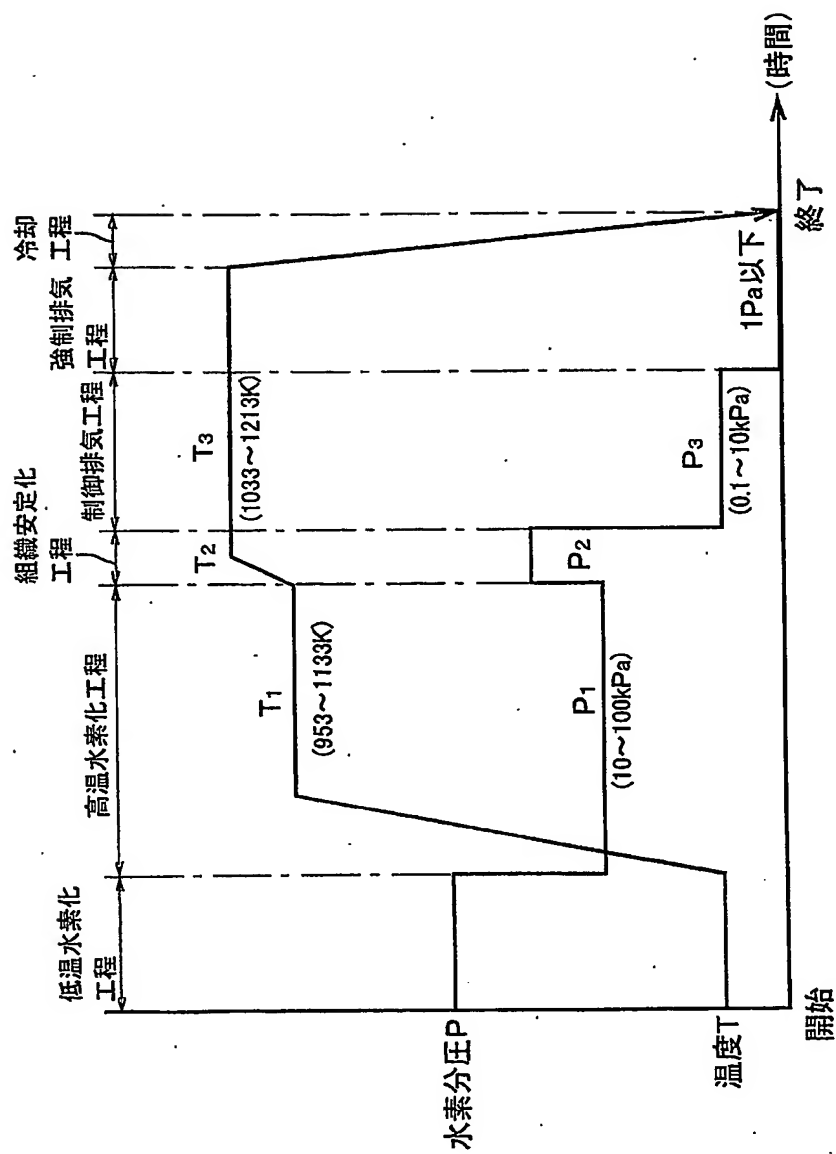 低温水素化
工程
高温水素化工程
組織安定化
工程
制御排気工程
強制排気
工程
冷却
工程
T1
(953～1133K)
T2
T3
(1033～1213K)
水素分圧P
P1
(10～100kPa)
P2
P3
(0.1～10kPa)
1Pa以下
温度T
開始
終了
(時間)